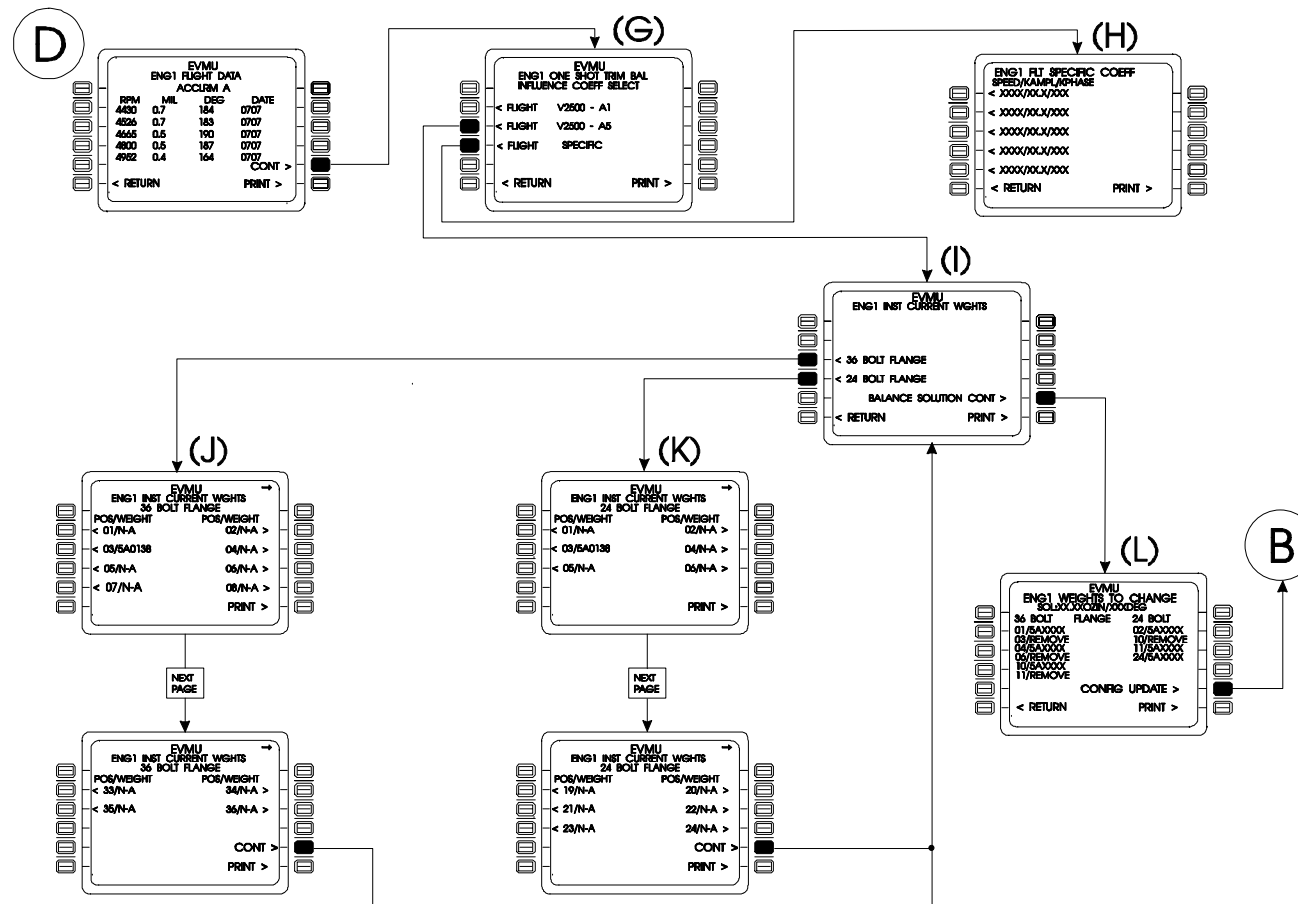 D
EVMU
ENG1 FLIGHT DATA
ACC1.RM A
RPM MIL DEG DATE
4430 0.7 184 0707
4526 0.7 183 0707
4665 0.5 190 0707
4800 0.5 187 0707
4952 0.4 164 0707
CONT >
< RETURN PRINT >
(G)
EVMU
ENG1 ONE SHOT TRIM BAL
INFLUENCE COEFF SELECT
< FLIGHT V2500 - A1
< FLIGHT V2500 - A5
< FLIGHT SPECIFIC
< RETURN PRINT >
(H)
ENG1 FLT SPECIFIC COEFF
SPEED/KAMPL/KPHASE
< XXXX/XX.X/XXX
< XXXX/XX.X/XXX
< XXXX/XX.X/XXX
< XXXX/XX.X/XXX
< XXXX/XX.X/XXX
< RETURN PRINT >
(I)
EVMU
ENG1 INST CURRENT WGHTS
< 36 BOLT FLANGE
< 24 BOLT FLANGE
BALANCE SOLUTION CONT >
< RETURN PRINT >
(J)
EVMU →
ENG1 INST CURRENT WGHTS
36 BOLT FLANGE
POS/WEIGHT POS/WEIGHT
< 01/N-A 02/N-A >
< 03/5A0138 04/N-A >
< 05/N-A 06/N-A >
< 07/N-A 08/N-A >
PRINT >
NEXT
PAGE
EVMU →
ENG1 INST CURRENT WGHTS
36 BOLT FLANGE
POS/WEIGHT POS/WEIGHT
< 33/N-A 34/N-A >
< 35/N-A 36/N-A >
CONT >
PRINT >
(K)
EVMU →
ENG1 INST CURRENT WGHTS
24 BOLT FLANGE
POS/WEIGHT POS/WEIGHT
< 01/N-A 02/N-A >
< 03/5A0138 04/N-A >
< 05/N-A 06/N-A >
PRINT >
NEXT
PAGE
EVMU →
ENG1 INST CURRENT WGHTS
24 BOLT FLANGE
POS/WEIGHT POS/WEIGHT
< 19/N-A 20/N-A >
< 21/N-A 22/N-A >
< 23/N-A 24/N-A >
CONT >
PRINT >
(L)
EVMU
ENG1 WEIGHTS TO CHANGE
SOL:XX.XXOZIN/XXXDEG
36 BOLT FLANGE 24 BOLT
01/5AXXXX 02/5AXXXX
03/REMOVE 10/REMOVE
04/5AXXXX 11/5AXXXX
06/REMOVE 24/5AXXXX
10/5AXXXX
11/REMOVE
CONFIG UPDATE >
< RETURN PRINT >
B